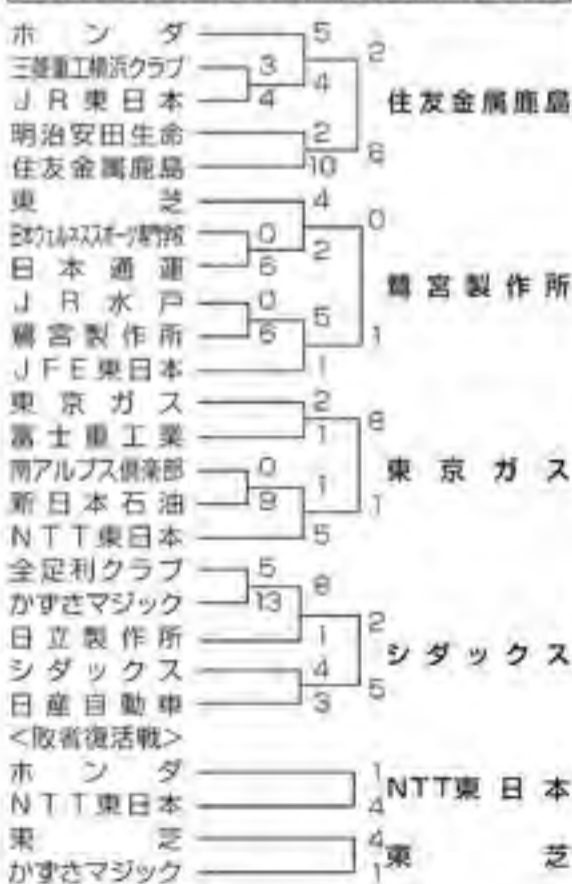 ホンダ 5
三菱重工横浜クラブ 3
JR東日本 4
4
2
明治安田生命 2
住友金属鹿島 10
6
住友金属鹿島
東芝 4
日本ウェルネススポーツ専門学校 0
日本通運 6
2
0
JR水戸 0
鷺宮製作所 6
5
JFE東日本 1
1
鷺宮製作所
東京ガス 2
富士重工業 1
8
南アルプス倶楽部 0
新日本石油 9
1
NTT東日本 5
1
東京ガス
全足利クラブ 5
かずさマジック 13
8
日立製作所 1
2
シダックス 4
日産自動車 3
5
シダックス
<敗者復活戦>
ホンダ 1
NTT東日本 4
NTT東日本
東芝 4
かずさマジック 1
東芝